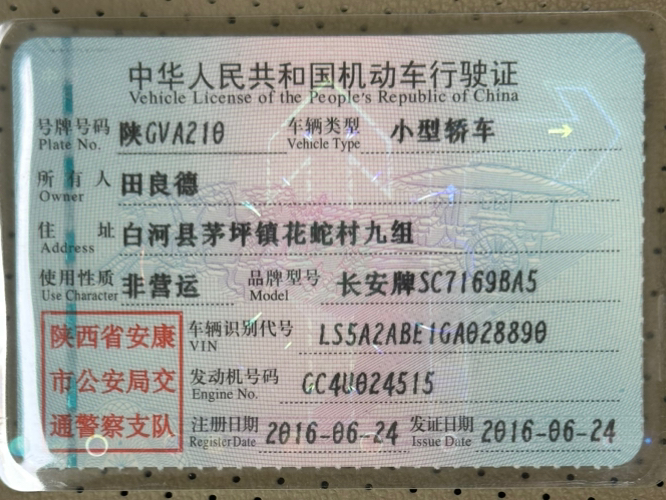 中华人民共和国机动车行驶证
Vehicle License of the People's Republic of China
号牌号码 陕GVA210 车辆类型 小型轿车
Plate No. Vehicle Type
所有人 田良德
Owner
住址 白河县茅坪镇花蛇村九组
Address
使用性质 非营运 品牌型号 长安牌SC7169BA5
Use Character Model
陕西省安康 车辆识别代号 LS5A2ABE1GA028890
VIN
市公安局交 发动机号码 GC4U024515
Engine No.
通警察支队 注册日期 2016-06-24 发证日期 2016-06-24
Register Date Issue Date